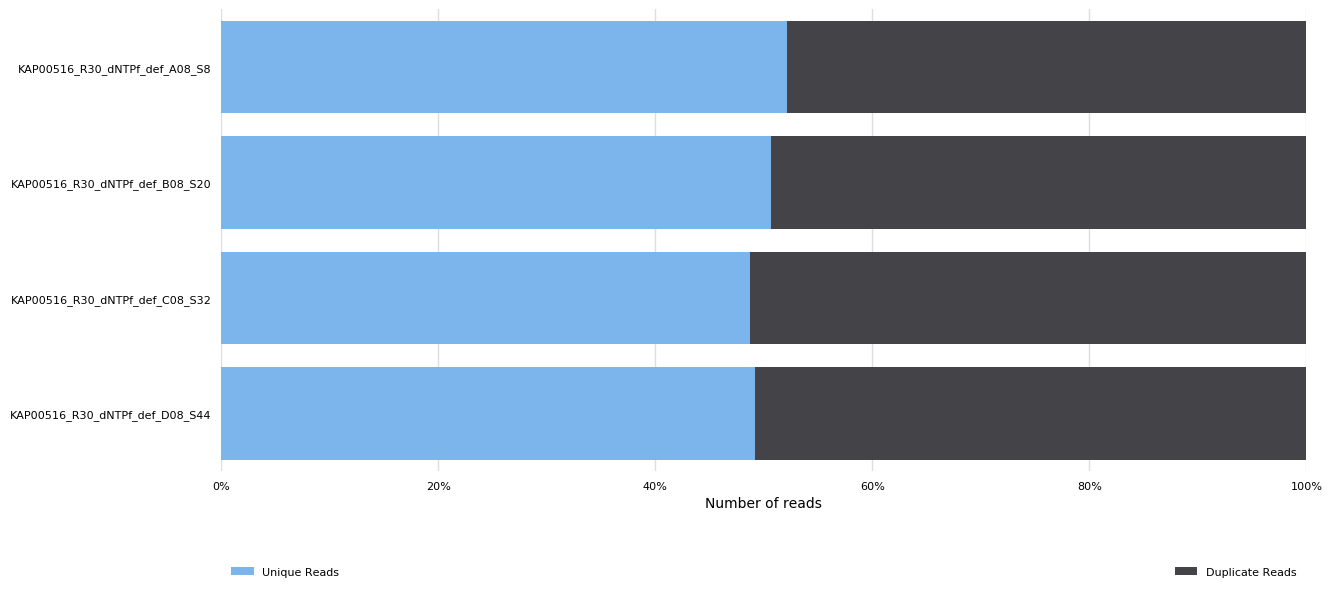 KAP00516_R30_dNTPf_def_A08_S8
KAP00516_R30_dNTPf_def_B08_S20
KAP00516_R30_dNTPf_def_C08_S32
KAP00516_R30_dNTPf_def_D08_S44
0% 20% 40% 60% 80% 100%
Number of reads
Unique Reads Duplicate Reads